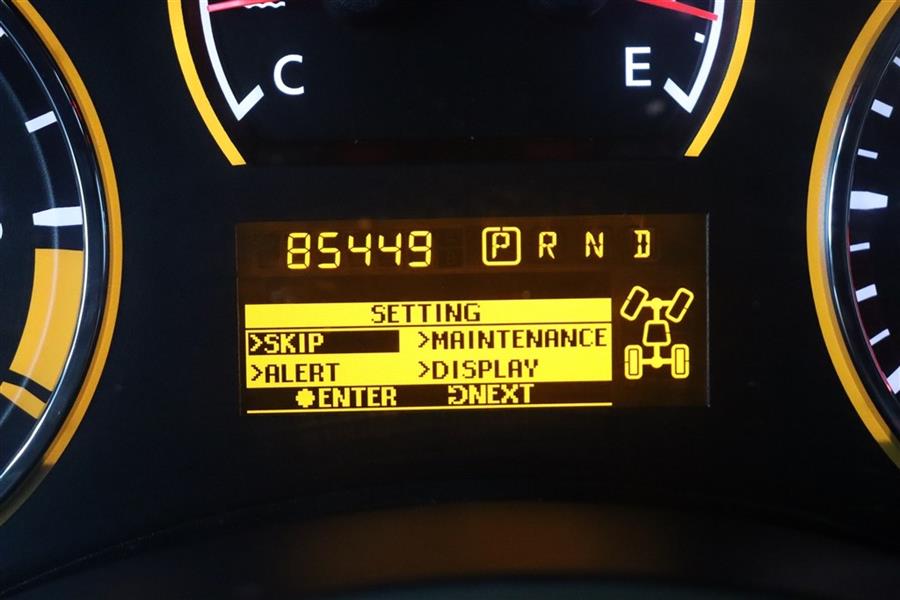 C E
85449 P R N D
SETTING
>SKIP >MAINTENANCE
>ALERT >DISPLAY
ENTER NEXT